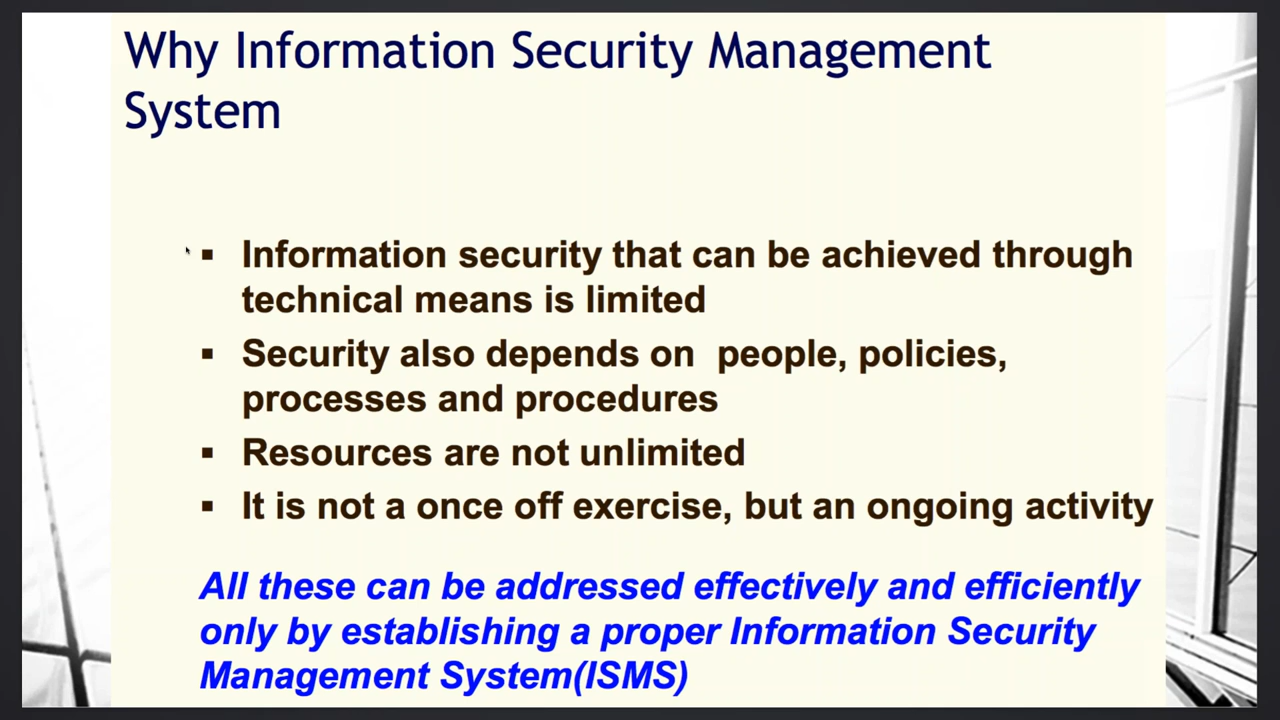 Why Information Security Management
System
▪ Information security that can be achieved through
technical means is limited
▪ Security also depends on  people, policies,
processes and procedures
▪ Resources are not unlimited
▪ It is not a once off exercise, but an ongoing activity
All these can be addressed effectively and efficiently
only by establishing a proper Information Security
Management System(ISMS)